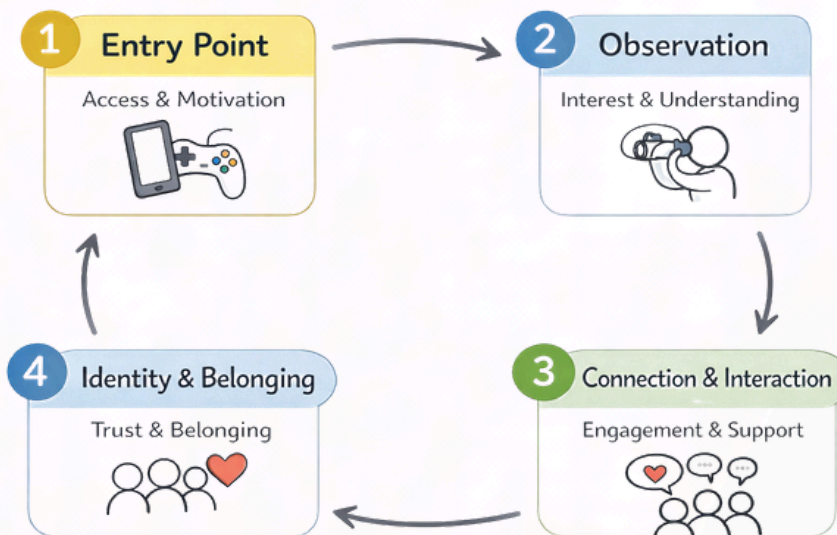 1 Entry Point
Access & Motivation
2 Observation
Interest & Understanding
3 Connection & Interaction
Engagement & Support
4 Identity & Belonging
Trust & Belonging